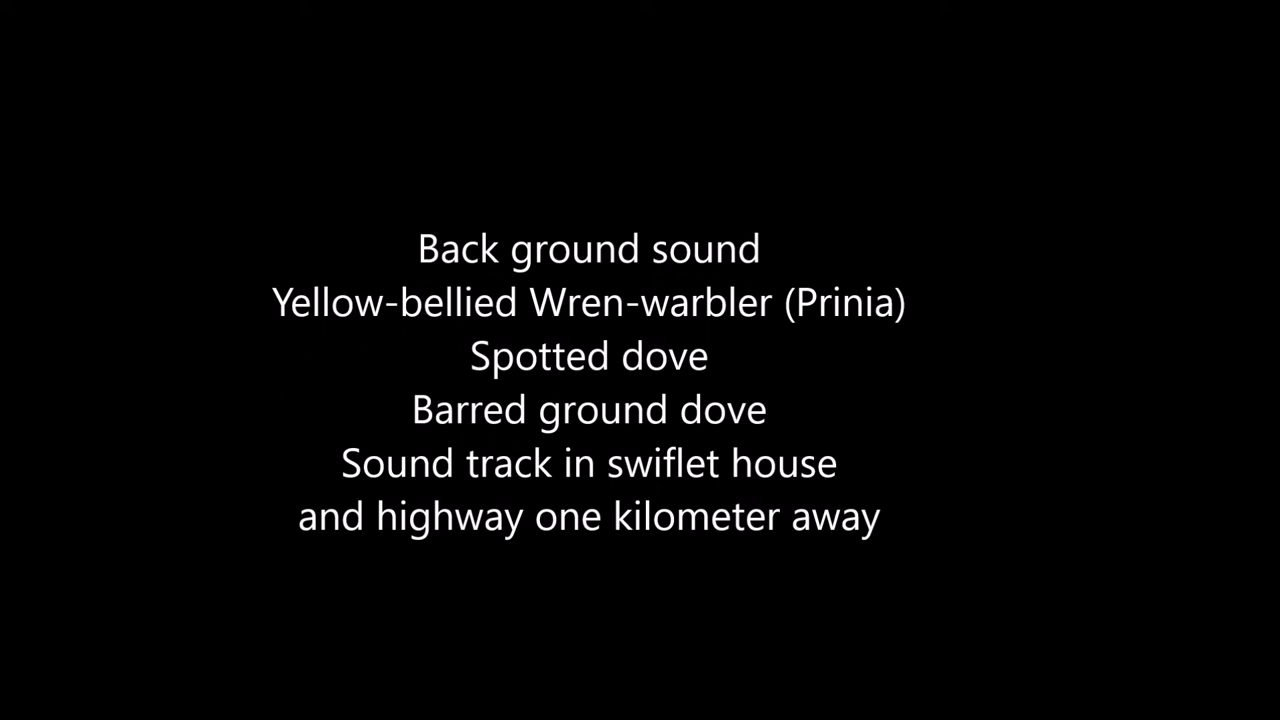 Back ground sound
Yellow-bellied Wren-warbler (Prinia)
Spotted dove
Barred ground dove
Sound track in swiflet house
and highway one kilometer away